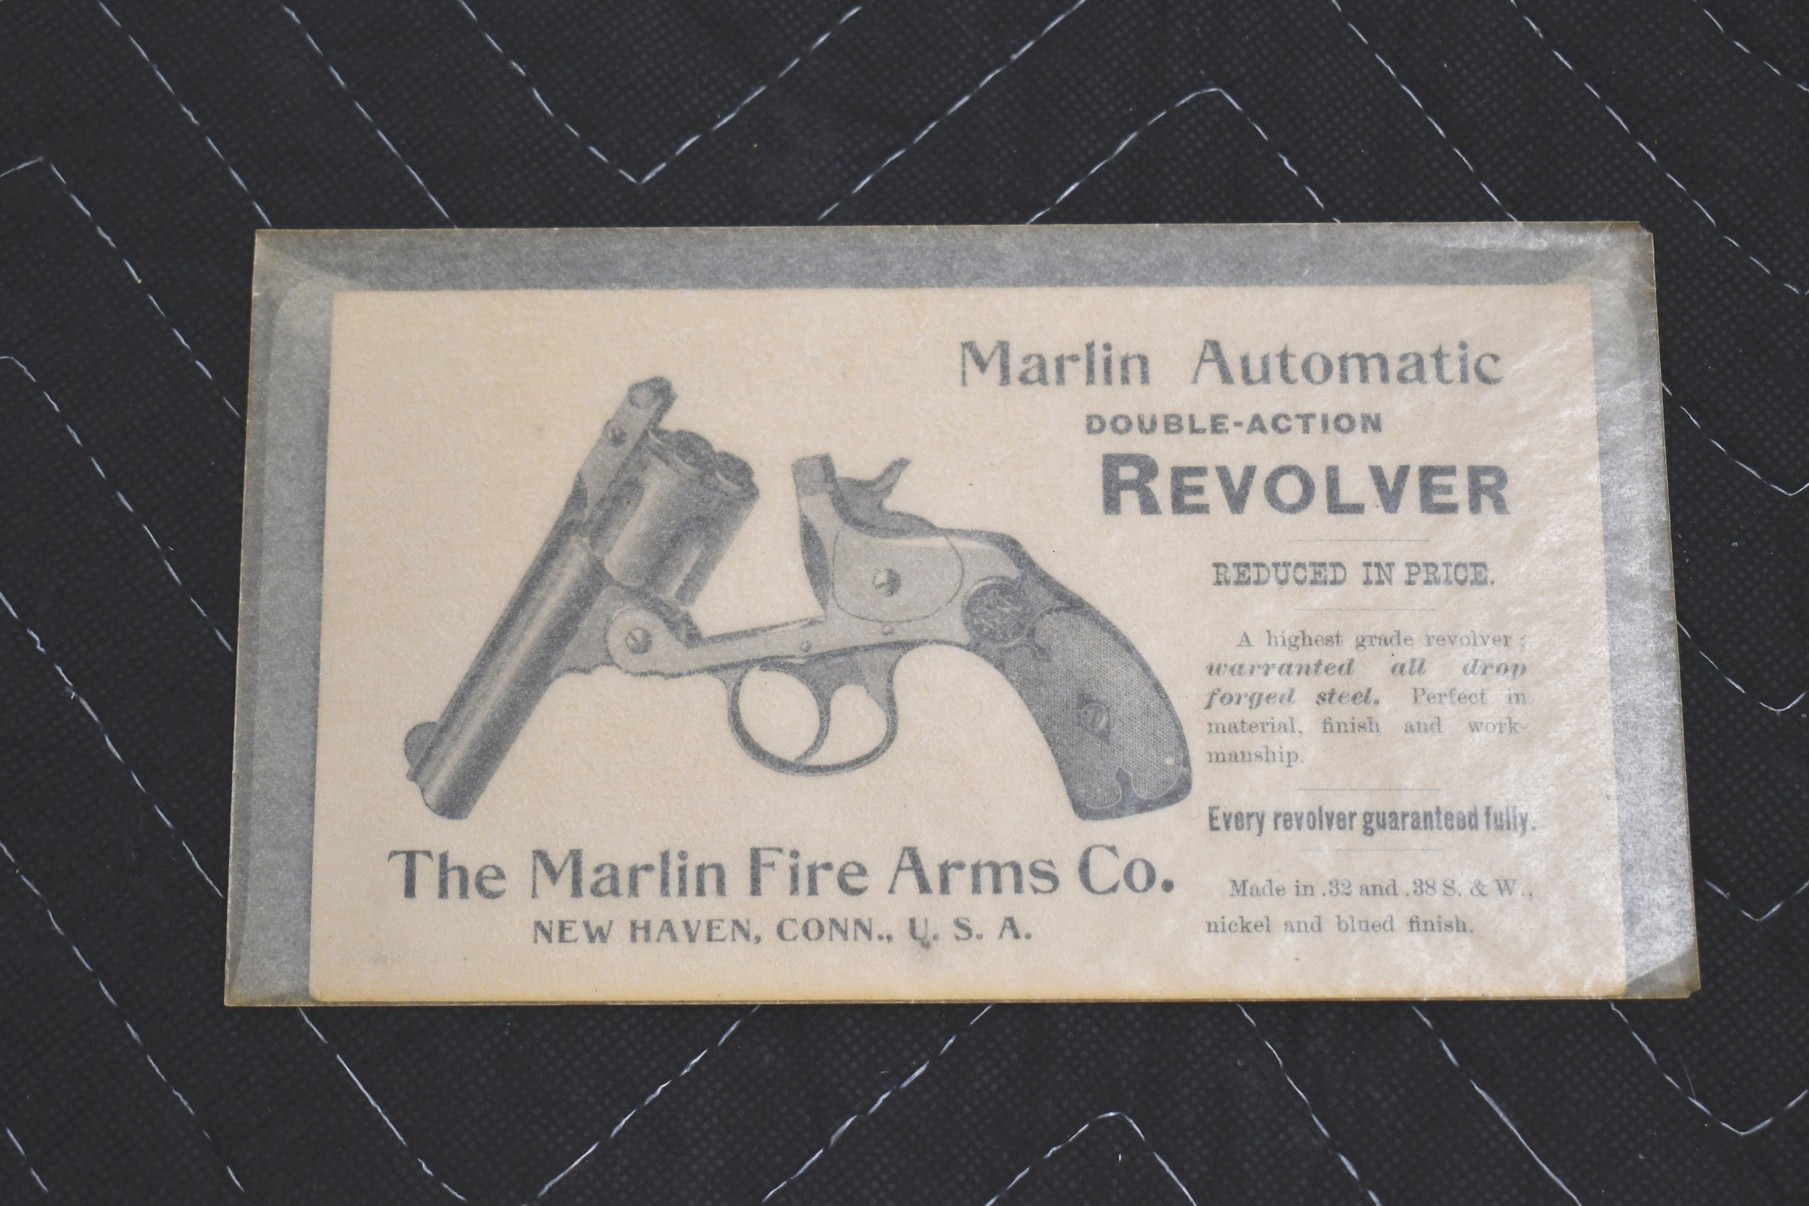 Marlin Automatic
DOUBLE-ACTION
REVOLVER
REDUCED IN PRICE.
A highest grade revolver;
warranted all drop
forged steel. Perfect in
material, finish and work-
manship.
Every revolver guaranteed fully.
Made in .32 and .38 S. & W.,
nickel and blued finish.
The Marlin Fire Arms Co.
NEW HAVEN, CONN., U. S. A.